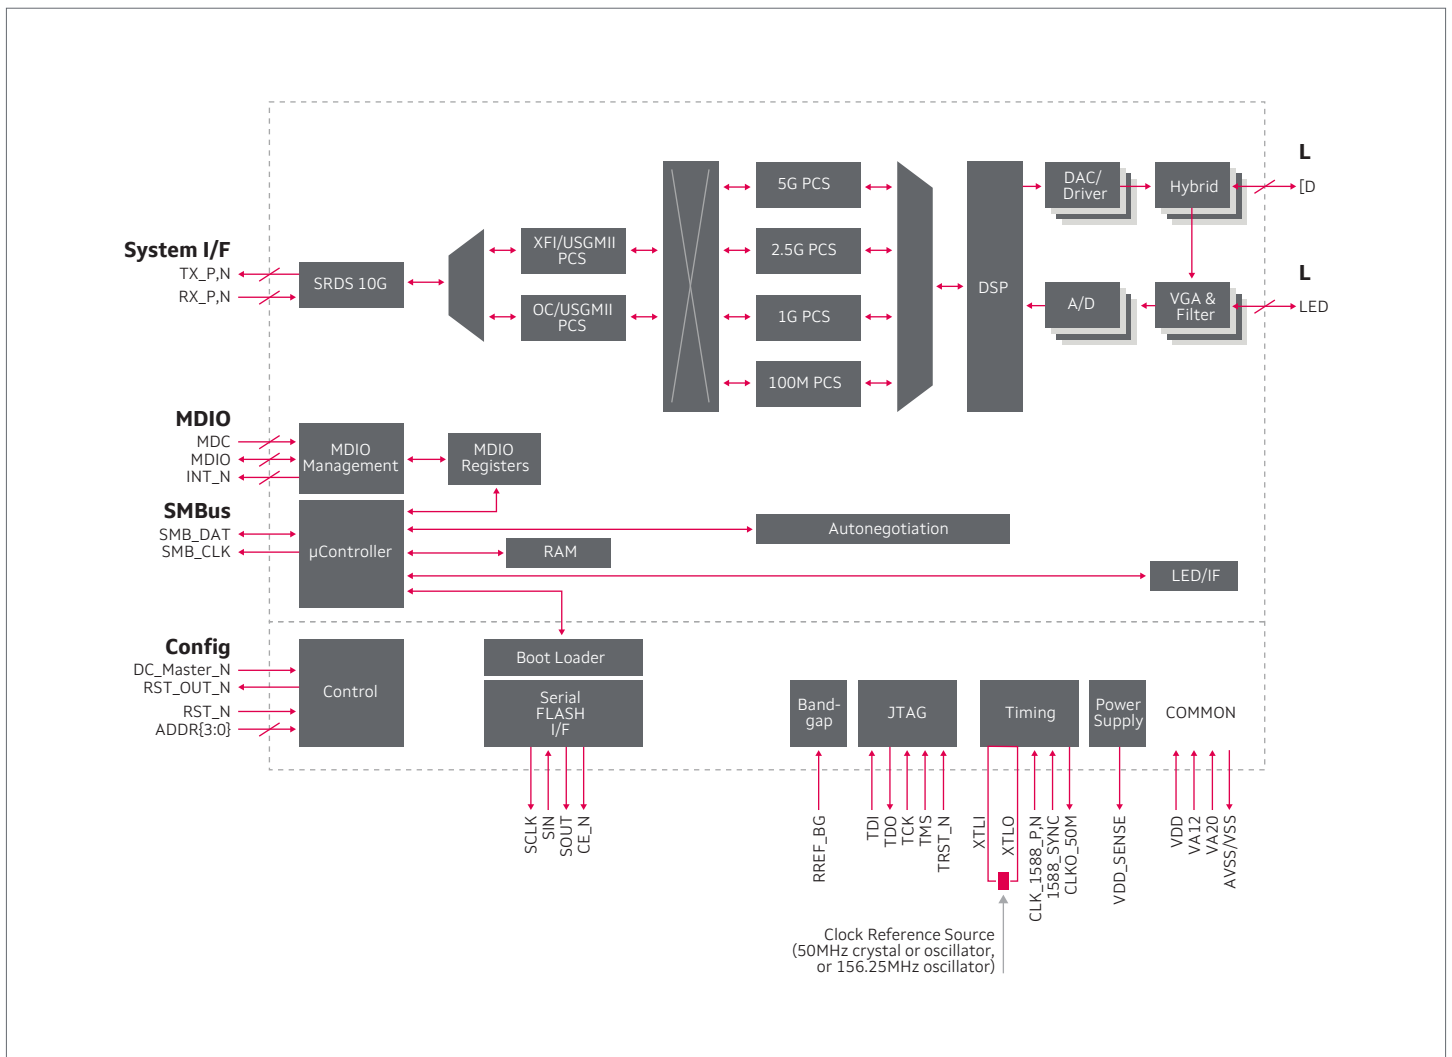 L
5G PCS
DAC/
Driver
Hybrid
[D
System I/F
TX_P,N
RX_P,N
SRDS 10G
XFI/USGMII
PCS
OC/USGMII
PCS
2.5G PCS
1G PCS
100M PCS
DSP
A/D
VGA &
Filter
L
LED
MDIO
MDC
MDIO
INT_N
MDIO
Management
MDIO
Registers
SMBus
SMB_DAT
SMB_CLK
µController
Autonegotiation
RAM
LED/IF
Config
DC_Master_N
RST_OUT_N
RST_N
ADDR{3:0}
Control
Boot Loader
Serial
FLASH
I/F
Band-
gap
JTAG
Timing
Power
Supply
COMMON
SCLK
SIN
SOUT
CE_N
RREF_BG
TDI
TDO
TCK
TMS
TRST_N
XTLI
XTLO
CLK_1588_P,N
1588_SYNC
CLKO_50M
VDD_SENSE
VDD
VA12
VA20
AVSS/VSS
Clock Reference Source
(50MHz crystal or oscillator,
or 156.25MHz oscillator)